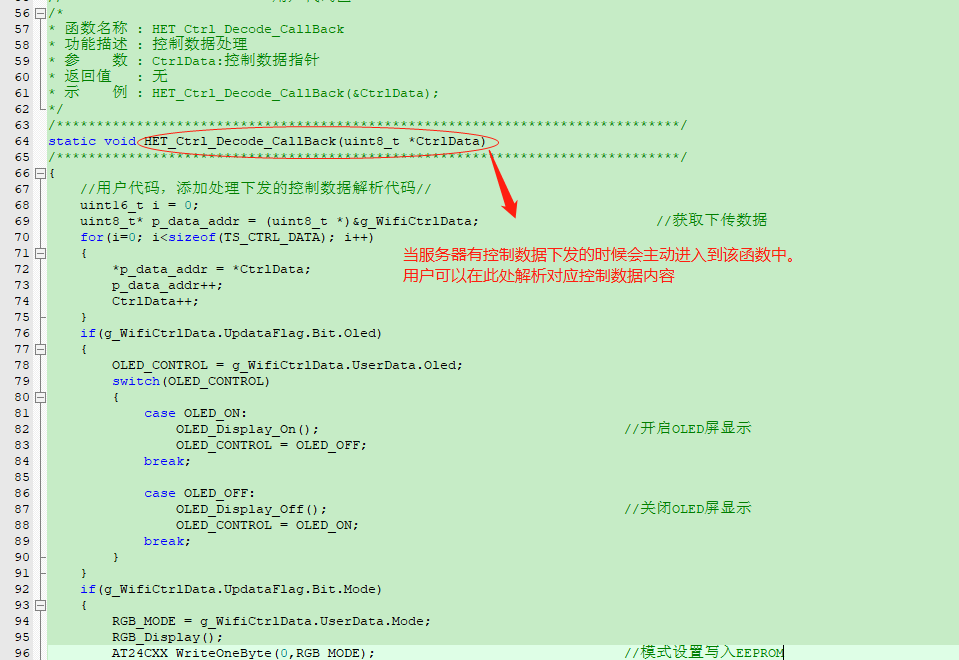 56 /*
57 * 函数名称 : HET_Ctrl_Decode_CallBack
58 * 功能描述 : 控制数据处理
59 * 参    数 : CtrlData:控制数据指针
60 * 返回值   : 无
61 * 示    例 : HET_Ctrl_Decode_CallBack(&CtrlData);
62 */
63 /******************************************************************************/
64 static void HET_Ctrl_Decode_CallBack(uint8_t *CtrlData)
65 /******************************************************************************/
66 {
67     //用户代码，添加处理下发的控制数据解析代码//
68     uint16_t i = 0;
69     uint8_t* p_data_addr = (uint8_t *)&g_WifiCtrlData;                      //获取下传数据
70     for(i=0; i<sizeof(TS_CTRL_DATA); i++)
71     {
当服务器有控制数据下发的时候会主动进入到该函数中。
72         *p_data_addr = *CtrlData;
用户可以在此处解析对应控制数据内容
73         p_data_addr++;
74         CtrlData++;
75     }
76     if(g_WifiCtrlData.UpdataFlag.Bit.Oled)
77     {
78         OLED_CONTROL = g_WifiCtrlData.UserData.Oled;
79         switch(OLED_CONTROL)
80         {
81             case OLED_ON:
82                 OLED_Display_On();                                      //开启OLED屏显示
83                 OLED_CONTROL = OLED_OFF;
84             break;
85
86             case OLED_OFF:
87                 OLED_Display_Off();                                     //关闭OLED屏显示
88                 OLED_CONTROL = OLED_ON;
89             break;
90         }
91     }
92     if(g_WifiCtrlData.UpdataFlag.Bit.Mode)
93     {
94         RGB_MODE = g_WifiCtrlData.UserData.Mode;
95         RGB_Display();
96         AT24CXX_WriteOneByte(0,RGB_MODE);                               //模式设置写入EEPROM